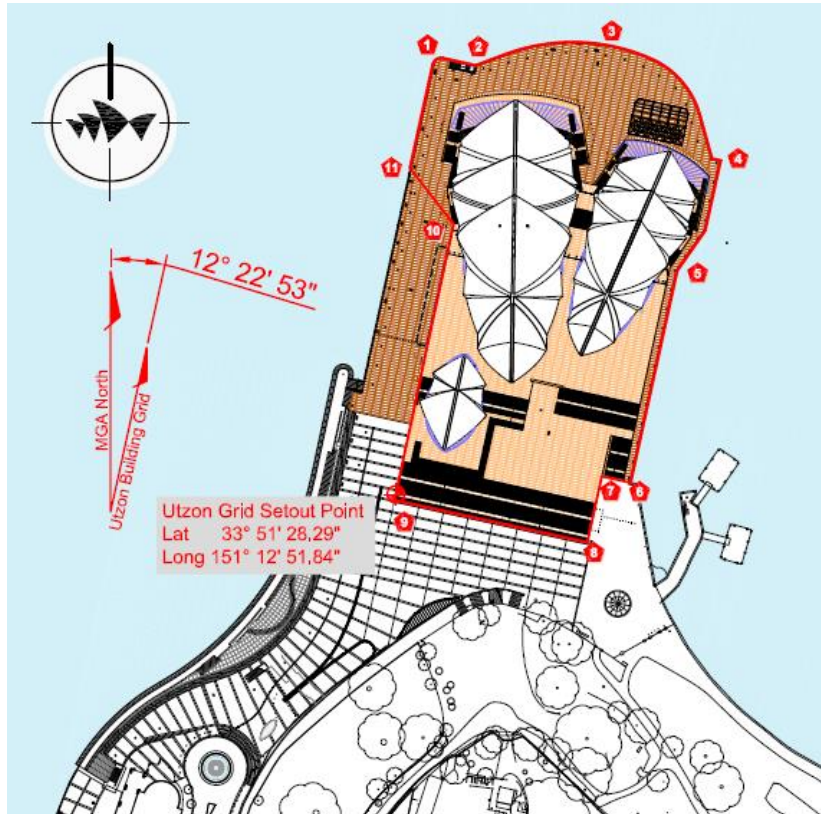 1
2
3
4
11
10
5
12° 22' 53"
MGA North
Utzon Building Grid
7
6
Utzon Grid Setout Point
Lat 33° 51' 28,29"
Long 151° 12' 51,84"
9
8